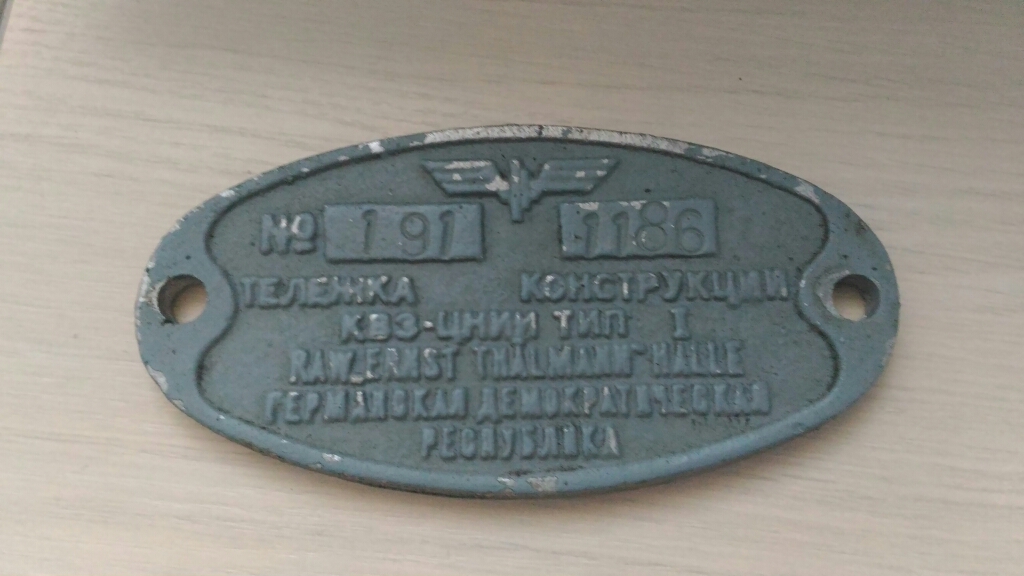 № 191 1186
ТЕЛЕЖКА КОНСТРУКЦИИ
КВЗ-ЦНИИ ТИП I
RAW„ERNST THÄLMANN"HALLE
ГЕРМАНСКАЯ ДЕМОКРАТИЧЕСКАЯ
РЕСПУБЛИКА